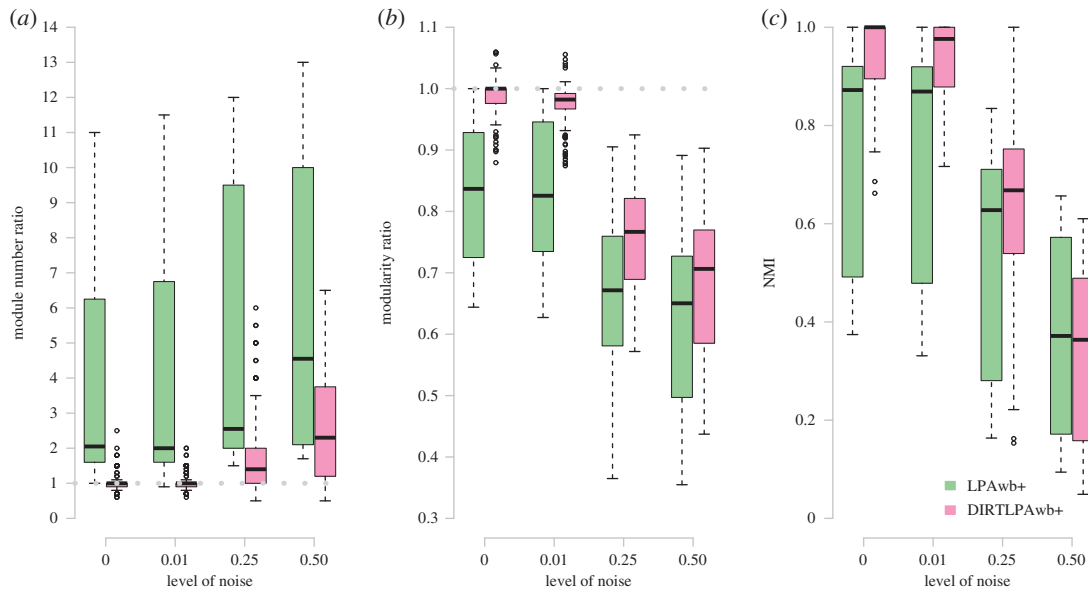 (a)
14
13
12
11
10
9
8
7
6
5
4
3
2
1
0
module number ratio
0 0.01 0.25 0.50
level of noise
(b)
1.1
1.0
0.9
0.8
0.7
0.6
0.5
0.4
0.3
modularity ratio
0 0.01 0.25 0.50
level of noise
(c)
1.0
0.8
0.6
0.4
0.2
0
NMI
LPAwb+
DIRTLPAwb+
0 0.01 0.25 0.50
level of noise